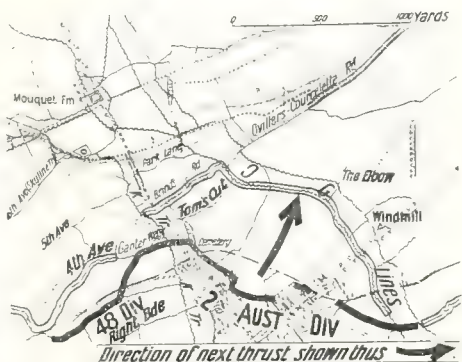 0 500 1000 YARDS
Mouquet Fm
Ovillers Courcelette Rd
Park Lane
Skyline
The Elbow
Brind's Rd
Tom's Cut
Windmill
5th Ave
4th Ave
Cemetery
O. G. Lines
48 DIV
Right Bde
2 AUST DIV
Direction of next thrust shown thus